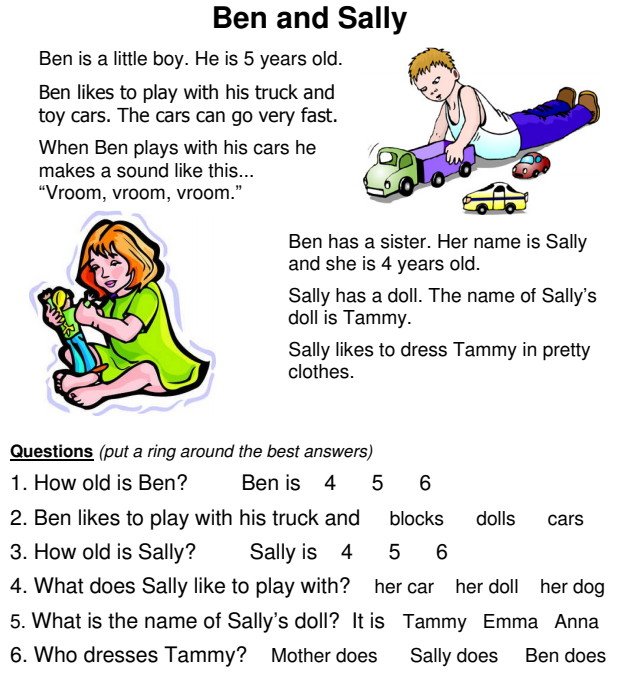 Ben and Sally
Ben is a little boy. He is 5 years old.
Ben likes to play with his truck and
toy cars. The cars can go very fast.
When Ben plays with his cars he
makes a sound like this...
“Vroom, vroom, vroom.”
Ben has a sister. Her name is Sally
and she is 4 years old.
Sally has a doll. The name of Sally’s
doll is Tammy.
Sally likes to dress Tammy in pretty
clothes.
Questions (put a ring around the best answers)
1. How old is Ben? Ben is 4 5 6
2. Ben likes to play with his truck and blocks dolls cars
3. How old is Sally? Sally is 4 5 6
4. What does Sally like to play with? her car her doll her dog
5. What is the name of Sally’s doll? It is Tammy Emma Anna
6. Who dresses Tammy? Mother does Sally does Ben does